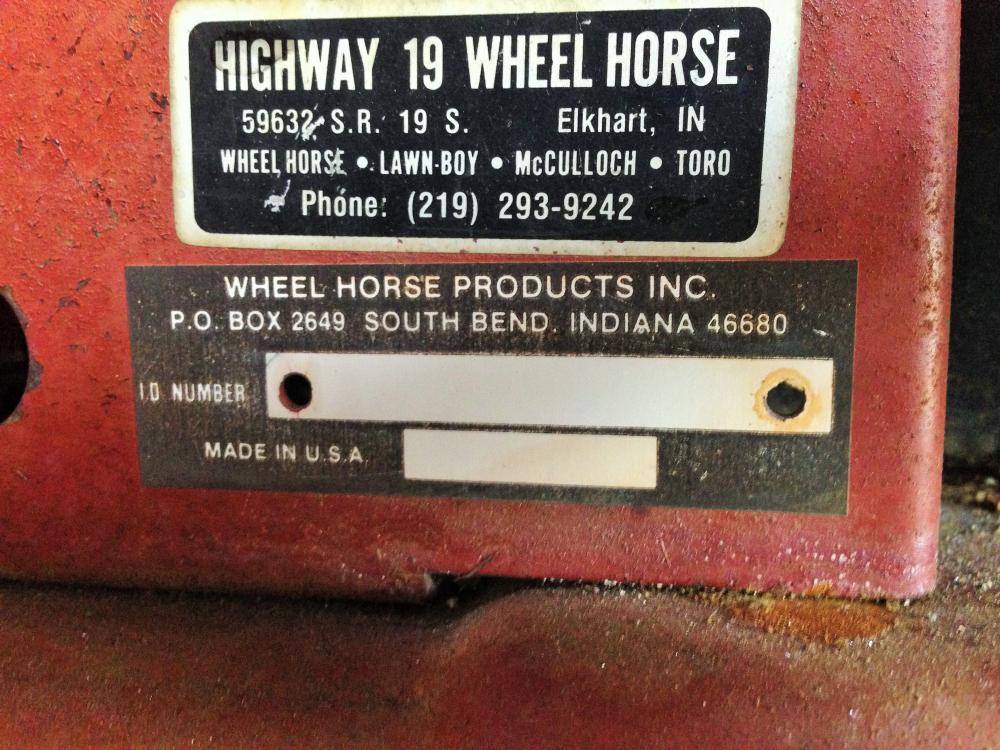 HIGHWAY 19 WHEEL HORSE
59632 S.R. 19 S. Elkhart, IN
WHEEL HORSE • LAWN-BOY • McCULLOCH • TORO
Phone: (219) 293-9242
WHEEL HORSE PRODUCTS INC.
P.O. BOX 2649 SOUTH BEND, INDIANA 46680
I.D. NUMBER
MADE IN U.S.A.